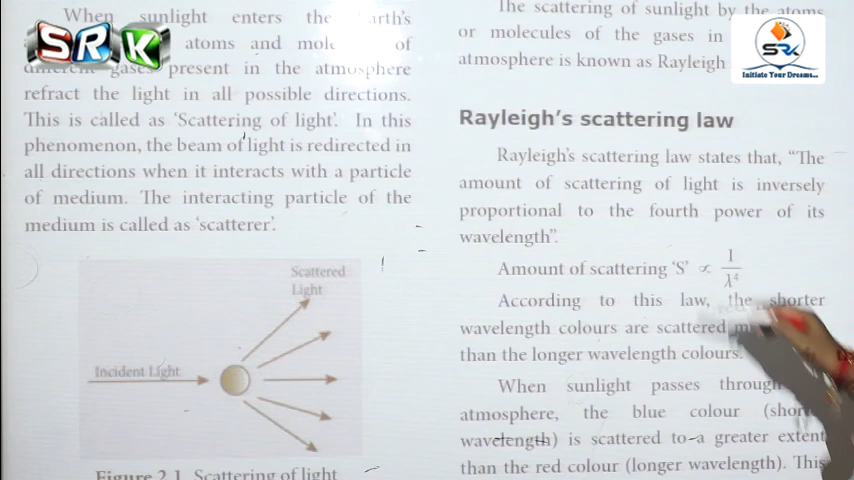 When sunlight enters the Earth's
atoms and mole of
different gases present in the atmosphere
refract the light in all possible directions.
This is called as 'Scattering of light'. In this
phenomenon, the beam of light is redirected in
all directions when it interacts with a particle
of medium. The interacting particle of the
medium is called as 'scatterer'.
Scattered
Light
Incident Light
Figure 2.1 Scattering of light
The scattering of sunlight by the atoms
or molecules of the gases in
atmosphere is known as Rayleigh
Rayleigh's scattering law
Rayleigh's scattering law states that, "The
amount of scattering of light is inversely
proportional to the fourth power of its
wavelength".
Amount of scattering 'S' ∝ 1/λ⁴
According to this law, the shorter
wavelength colours are scattered m
than the longer wavelength colours.
When sunlight passes through
atmosphere, the blue colour (shor
wavelength) is scattered to a greater extent
than the red colour (longer wavelength). This
SRK
SRK
Initiate Your Dreams...